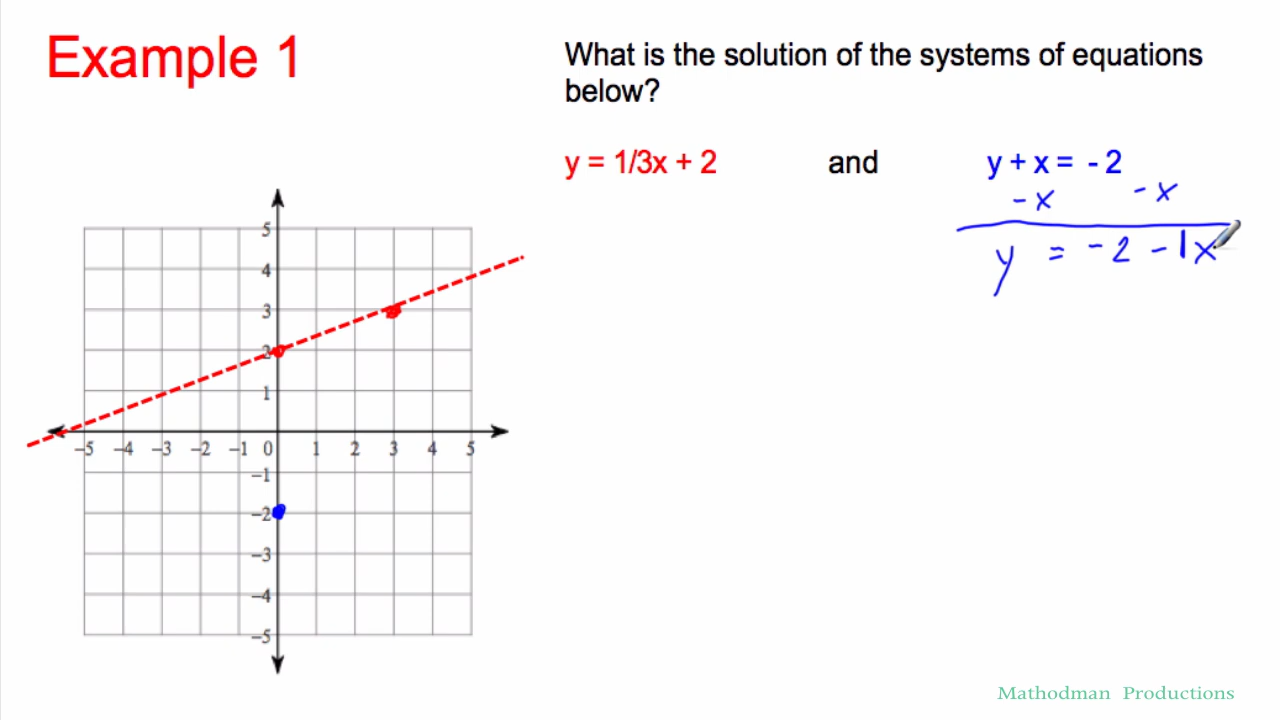 Example 1
What is the solution of the systems of equations
below?
y = 1/3x + 2 and y + x = - 2
- x - x
y = - 2 - 1x
5
4
3
2
1
-5 -4 -3 -2 -1 0 1 2 3 4 5
-1
-2
-3
-4
-5
Mathodman Productions